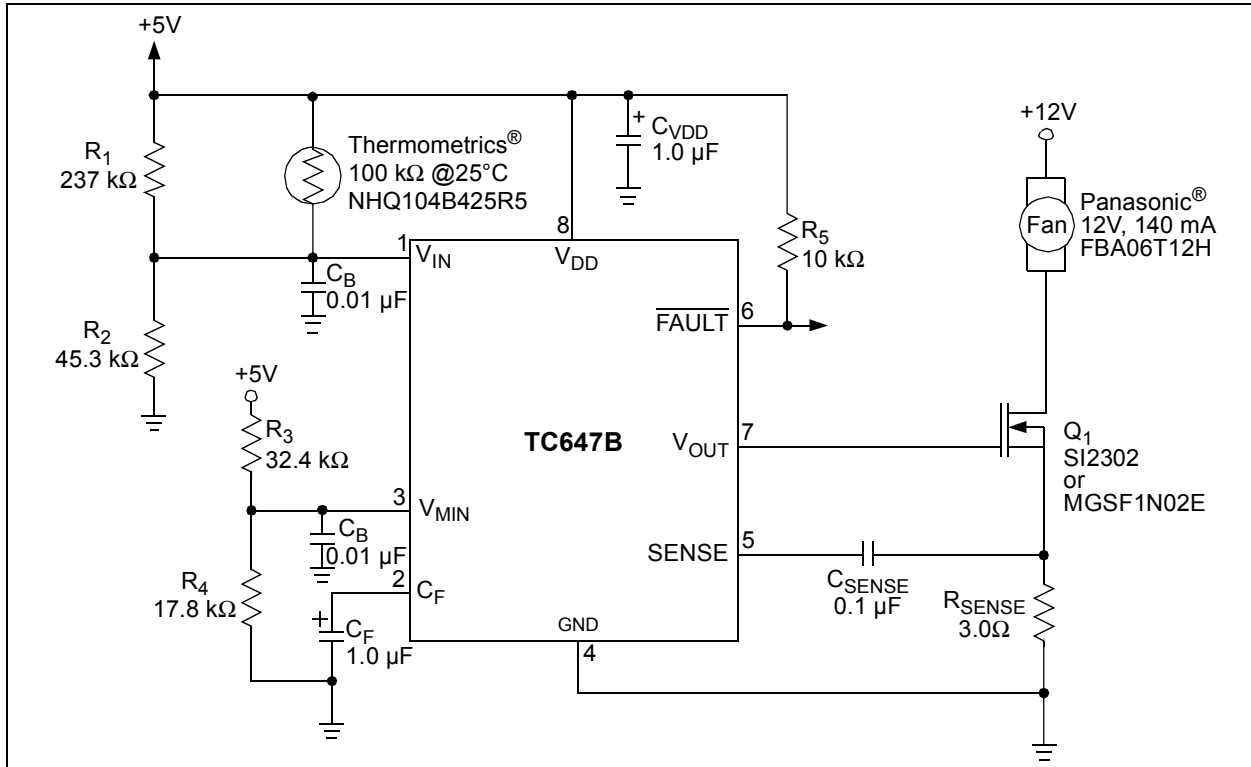 +5V
R1
237 kΩ
Thermometrics®
100 kΩ @25°C
NHQ104B425R5
+
CVDD
1.0 µF
+12V
Panasonic®
12V, 140 mA
FBA06T12H
Fan
R5
10 kΩ
8
VDD
1
VIN
CB
0.01 µF
6
FAULT
R2
45.3 kΩ
+5V
R3
32.4 kΩ
TC647B
7
VOUT
Q1
SI2302
or
MGSF1N02E
3
VMIN
CB
0.01 µF
5
SENSE
CSENSE
0.1 µF
RSENSE
3.0Ω
R4
17.8 kΩ
2
CF
+
CF
1.0 µF
GND
4